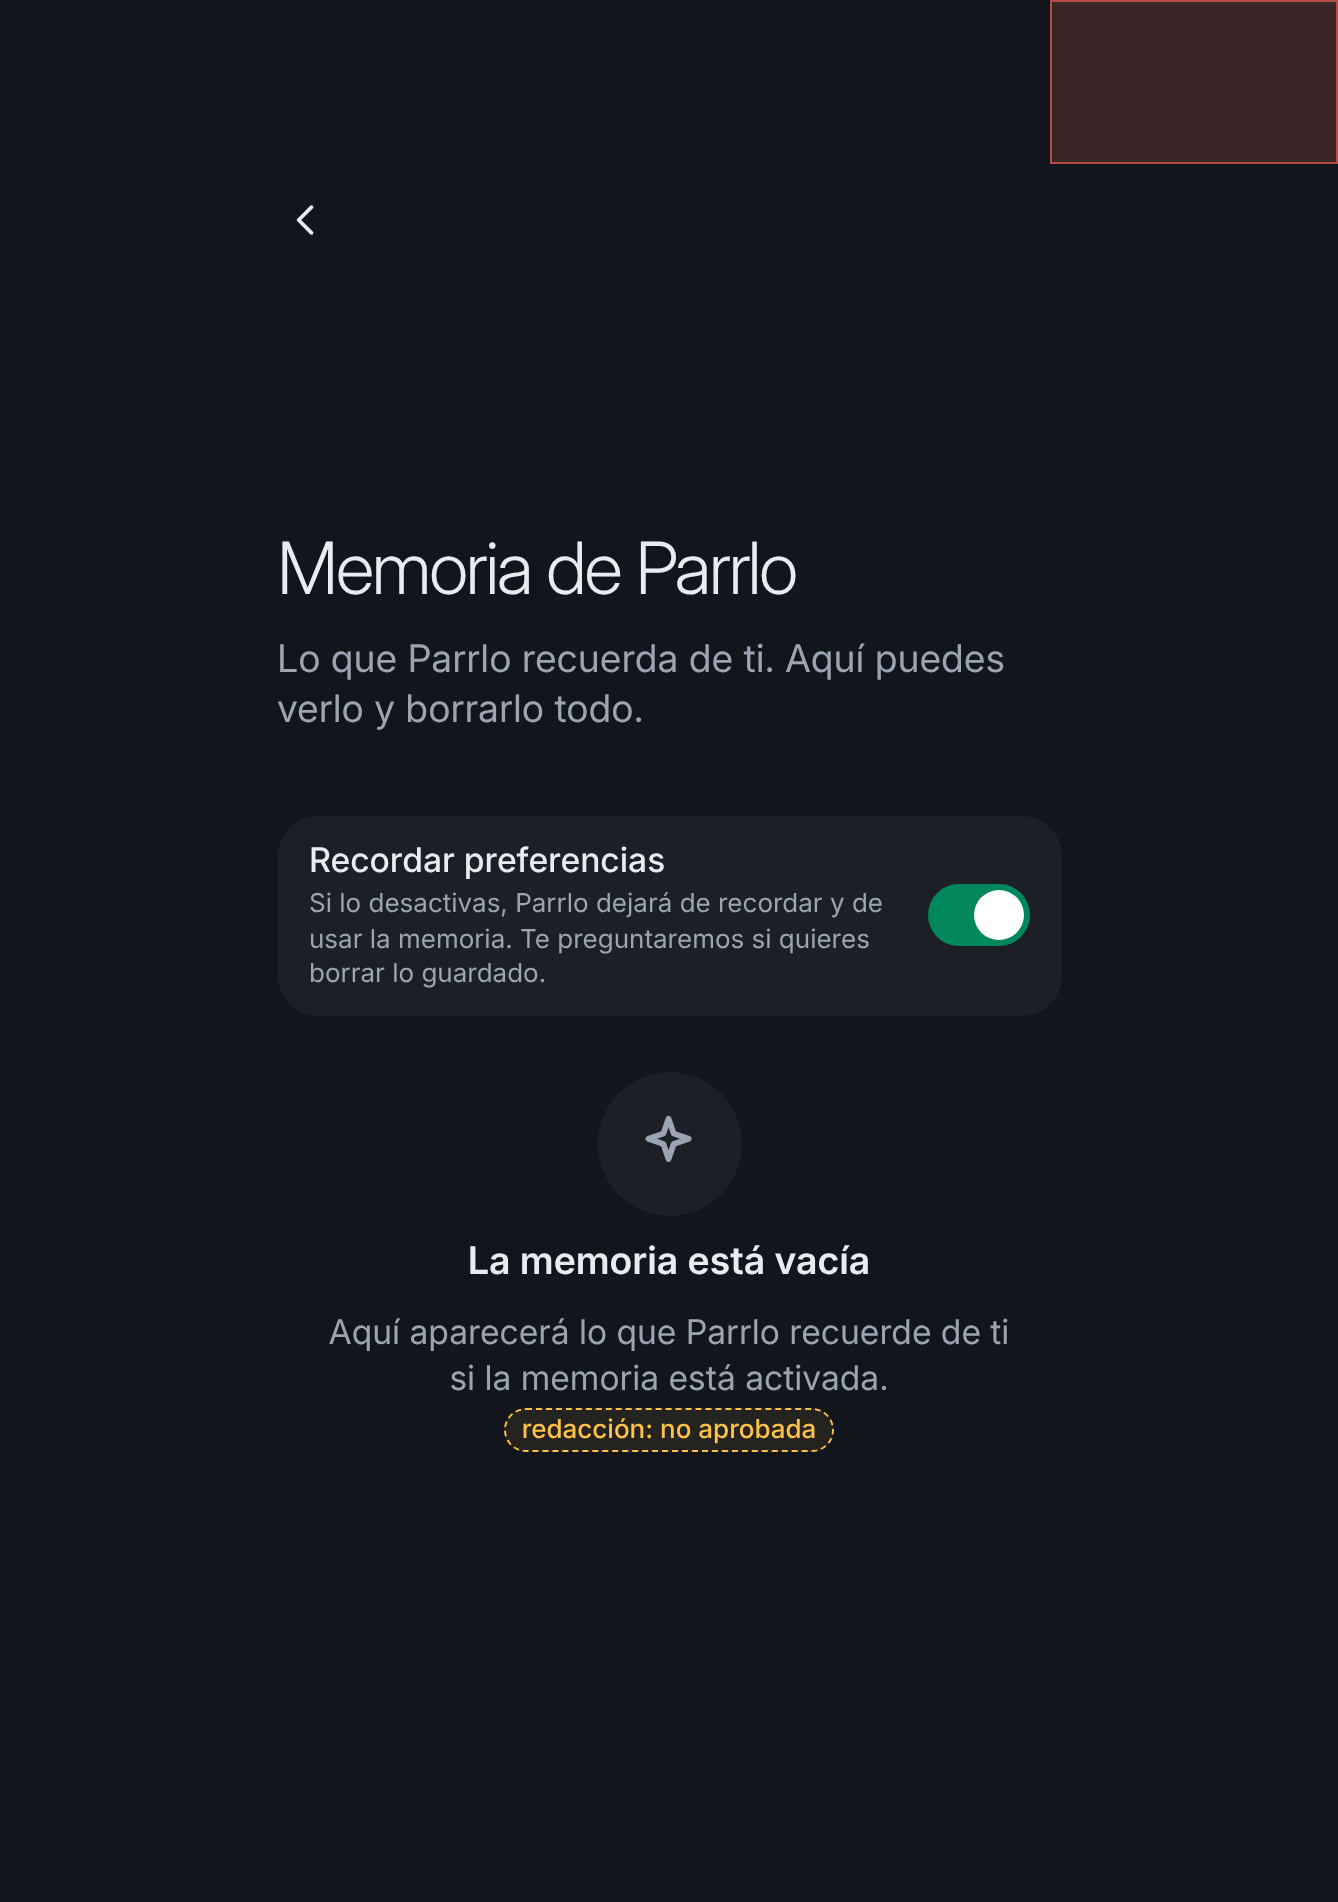 Memoria de Parrlo
Lo que Parrlo recuerda de ti. Aquí puedes
verlo y borrarlo todo.
Recordar preferencias
Si lo desactivas, Parrlo dejará de recordar y de
usar la memoria. Te preguntaremos si quieres
borrar lo guardado.
La memoria está vacía
Aquí aparecerá lo que Parrlo recuerde de ti
si la memoria está activada.
redacción: no aprobada